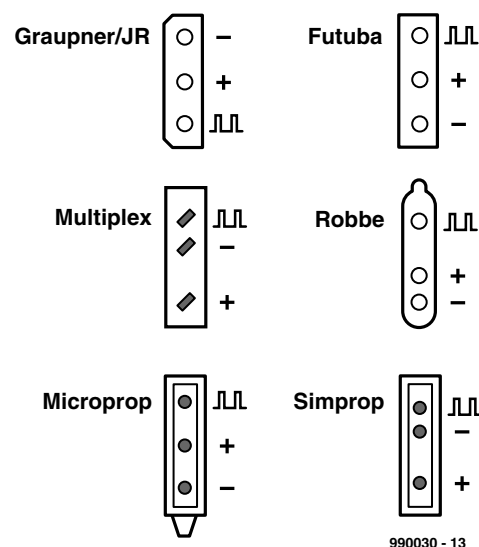 Graupner/JR
–
+
Futuba
+
–
Multiplex
–
+
Robbe
+
–
Microprop
+
–
Simprop
–
+
990030 - 13